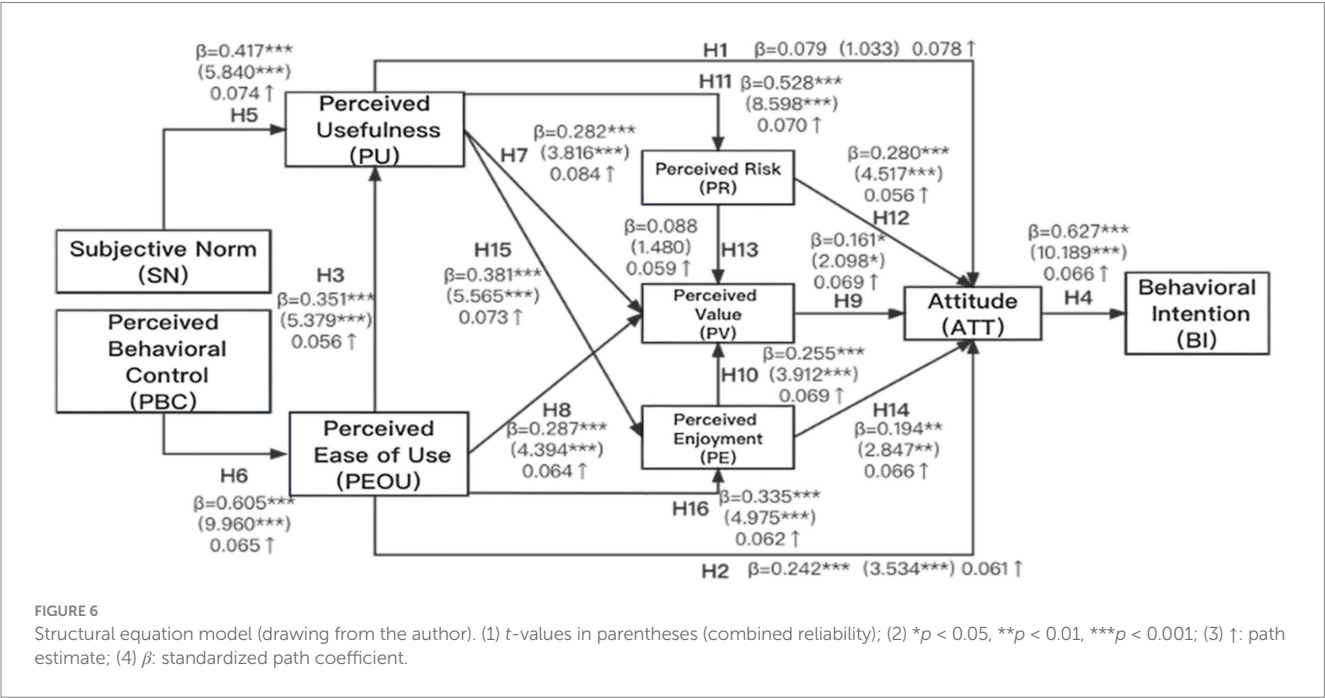 H1 β=0.079 (1.033) 0.078↑
β=0.417***
(5.840***)
0.074↑
H5
Perceived
Usefulness
(PU)
H11 β=0.528***
(8.598***)
0.070↑
H7
β=0.282***
(3.816***)
0.084↑
Perceived Risk
(PR)
β=0.280***
(4.517***)
0.056↑
H12
Subjective Norm
(SN)
H3
β=0.351***
(5.379***)
0.056↑
H15
β=0.381***
(5.565***)
0.073↑
β=0.088
(1.480)
0.059↑
H13
β=0.161*
(2.098*)
0.069↑
H9
β=0.627***
(10.189***)
0.066↑
H4
Perceived
Behavioral
Control
(PBC)
Perceived
Value
(PV)
Attitude
(ATT)
Behavioral
Intention
(BI)
H10
β=0.255***
(3.912***)
0.069↑
Perceived
Ease of Use
(PEOU)
H8
β=0.287***
(4.394***)
0.064↑
Perceived
Enjoyment
(PE)
H14
β=0.194**
(2.847**)
0.066↑
H6
β=0.605***
(9.960***)
0.065↑
H16
β=0.335***
(4.975***)
0.062↑
H2 β=0.242*** (3.534***) 0.061↑
FIGURE 6
Structural equation model (drawing from the author). (1) t-values in parentheses (combined reliability); (2) *p < 0.05, **p < 0.01, ***p < 0.001; (3) ↑: path
estimate; (4) β: standardized path coefficient.